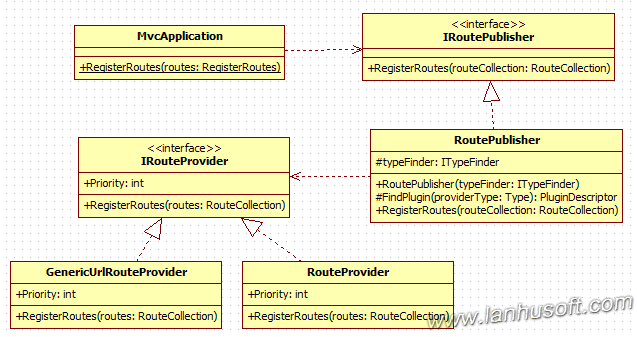 MvcApplication
+RegisterRoutes(routes: RegisterRoutes)
<<interface>>
IRoutePublisher
+RegisterRoutes(routeCollection: RouteCollection)
<<interface>>
IRouteProvider
+Priority: int
+RegisterRoutes(routes: RouteCollection)
RoutePublisher
#typeFinder: ITypeFinder
+RoutePublisher(typeFinder: ITypeFinder)
#FindPlugin(providerType: Type): PluginDescriptor
+RegisterRoutes(routeCollection: RouteCollection)
GenericUrlRouteProvider
+Priority: int
+RegisterRoutes(routes: RouteCollection)
RouteProvider
+Priority: int
+RegisterRoutes(routes: RouteCollection)
www.lanhusoft.com